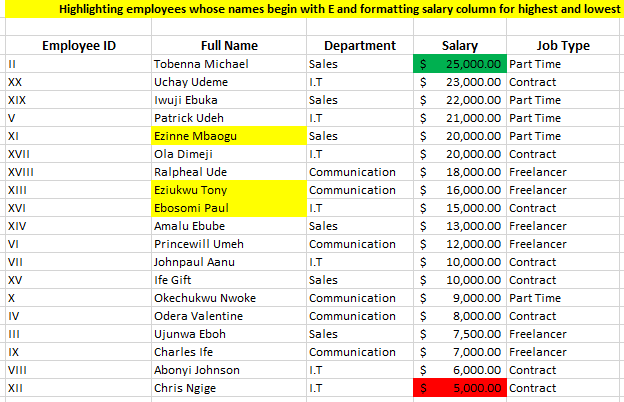 Highlighting employees whose names begin with E and formatting salary column for highest and lowest
Employee ID Full Name Department Salary Job Type
II Tobenna Michael Sales $ 25,000.00 Part Time
XX Uchay Udeme I.T $ 23,000.00 Contract
XIX Iwuji Ebuka Sales $ 22,000.00 Part Time
V Patrick Udeh I.T $ 21,000.00 Part Time
XI Ezinne Mbaogu Sales $ 20,000.00 Part Time
XVII Ola Dimeji I.T $ 20,000.00 Contract
XVIII Ralpheal Ude Communication $ 18,000.00 Freelancer
XIII Eziukwu Tony Communication $ 16,000.00 Freelancer
XVI Ebosomi Paul I.T $ 15,000.00 Contract
XIV Amalu Ebube Sales $ 13,000.00 Freelancer
VI Princewill Umeh Communication $ 12,000.00 Freelancer
VII Johnpaul Aanu I.T $ 10,000.00 Contract
XV Ife Gift Sales $ 10,000.00 Contract
X Okechukwu Nwoke Communication $ 9,000.00 Part Time
IV Odera Valentine Communication $ 8,000.00 Contract
III Ujunwa Eboh Sales $ 7,500.00 Freelancer
IX Charles Ife Communication $ 7,000.00 Freelancer
VIII Abonyi Johnson I.T $ 6,000.00 Contract
XII Chris Ngige I.T $ 5,000.00 Contract